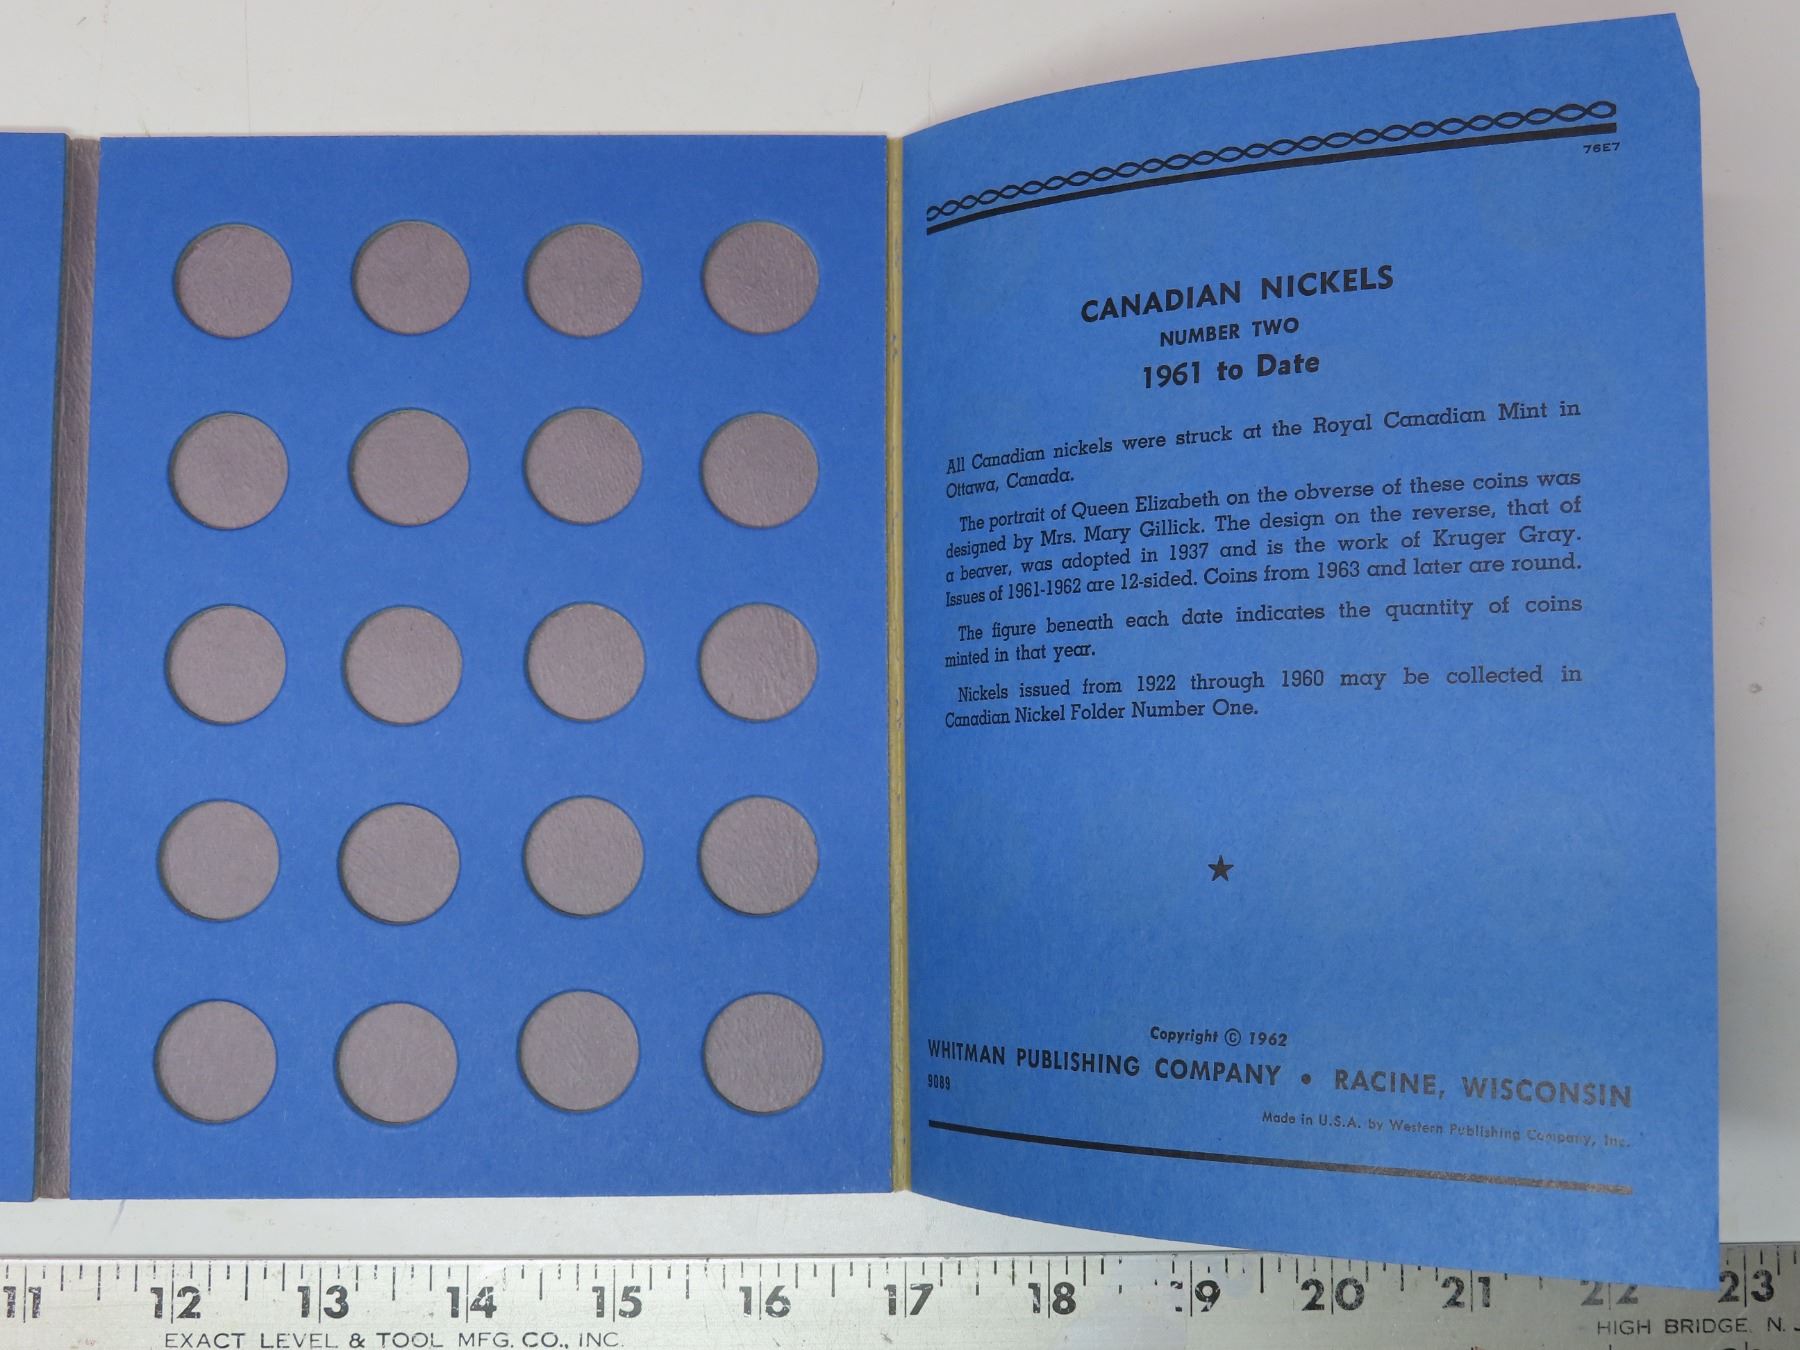 76E7
CANADIAN NICKELS
NUMBER TWO
1961 to Date
All Canadian nickels were struck at the Royal Canadian Mint in
Ottawa, Canada.
The portrait of Queen Elizabeth on the obverse of these coins was
designed by Mrs. Mary Gillick. The design on the reverse, that of
a beaver, was adopted in 1937 and is the work of Kruger Gray.
Issues of 1961-1962 are 12-sided. Coins from 1963 and later are round.
The figure beneath each date indicates the quantity of coins
minted in that year.
Nickels issued from 1922 through 1960 may be collected in
Canadian Nickel Folder Number One.
Copyright © 1962
WHITMAN PUBLISHING COMPANY • RACINE, WISCONSIN
9089
Made in U.S.A. by Western Publishing Company, Inc.
11 12 13 14 15 16 17 18 19 20 21 22 23
EXACT LEVEL & TOOL MFG. CO., INC. HIGH BRIDGE N. J